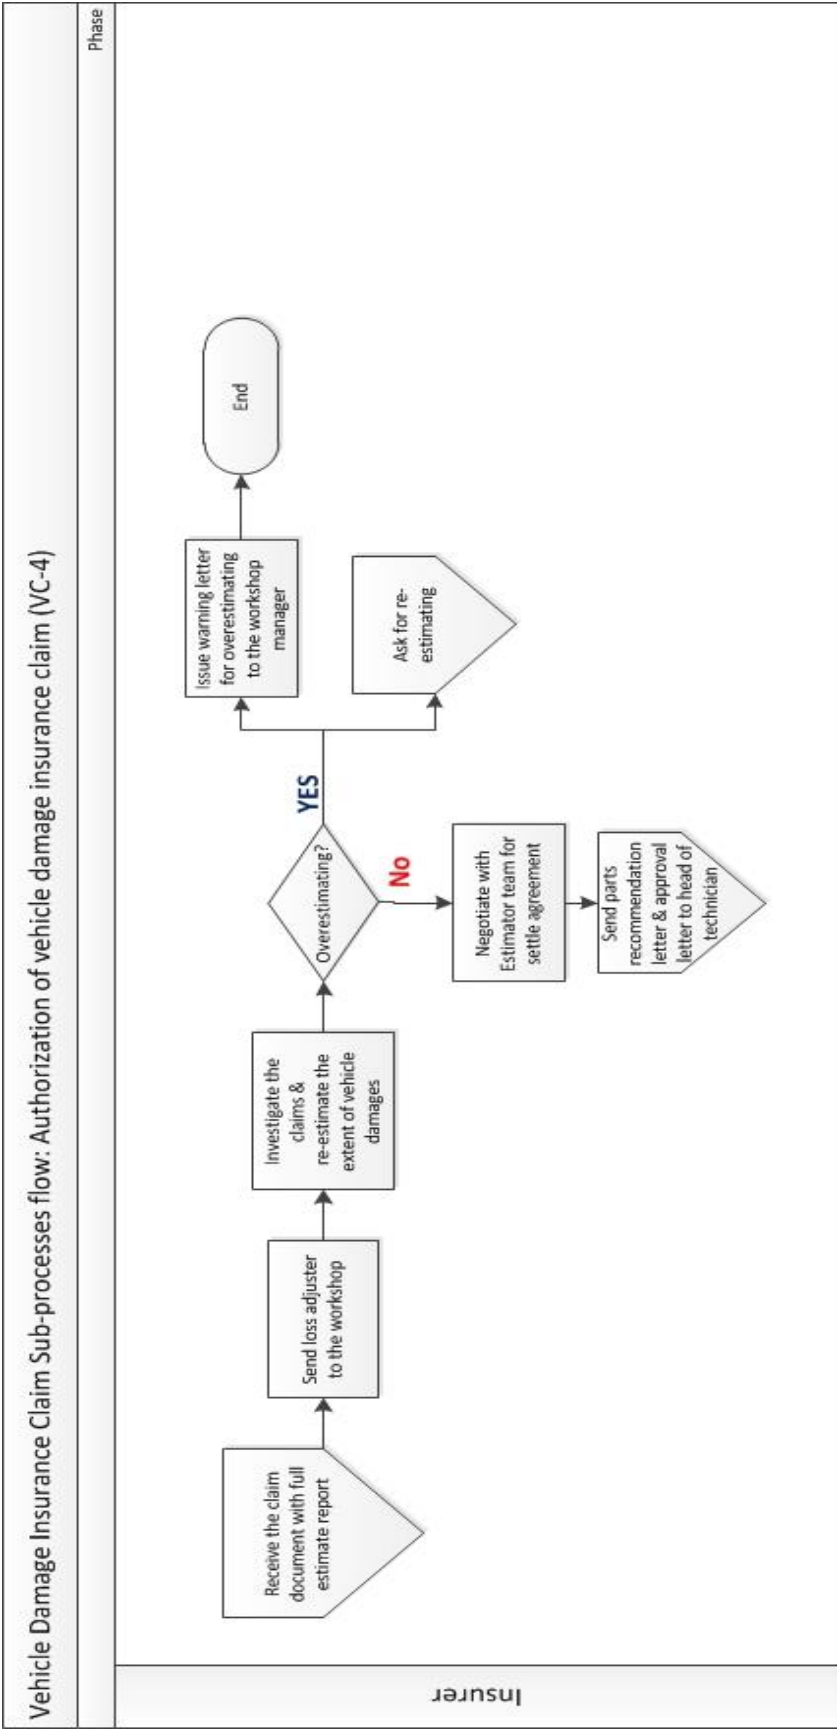 Vehicle Damage Insurance Claim Sub-processes flow: Authorization of vehicle damage insurance claim (VC-4)
Phase
Insurer
Receive the claim
document with full
estimate report
Send loss adjuster
to the workshop
Investigate the
claims &
re-estimate the
extent of vehicle
damages
Overestimating?
YES
Issue warning letter
for overestimating
to the workshop
manager
End
Ask for re-
estimating
No
Negotiate with
Estimator team for
settle agreement
Send parts
recommendation
letter & approval
letter to head of
technician